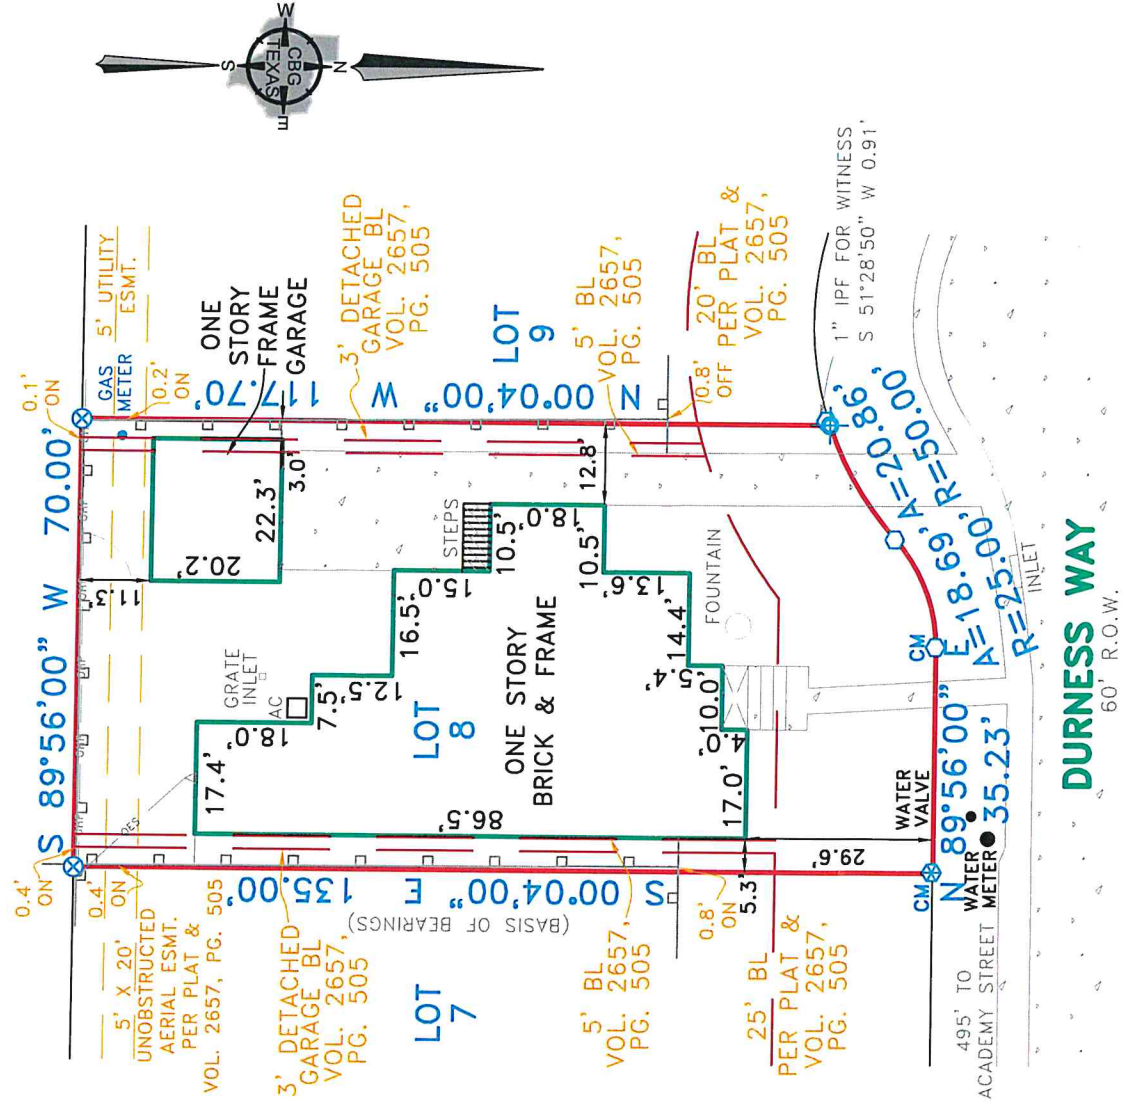 W
CBG
TEXAS
S
N
E
5' UTILITY
ESMT.
GAS
METER
0.1'
ON
0.2'
ON
ONE
STORY
FRAME
GARAGE
3' DETACHED
GARAGE BL
VOL. 2657,
PG. 505
LOT
9
5' BL
VOL. 2657,
PG. 505
0.8'
OFF
20' BL
PER PLAT &
VOL. 2657,
PG. 505
1" IPF FOR WITNESS
S 51°28'50" W 0.91'
S 89°56'00" W 70.00'
N 00°04'00" W 117.70'
11.3'
20.2'
22.3'
3.0'
12.8'
STEPS
10.5'
18.0'
10.5'
15.0'
13.6'
16.5'
14.4'
12.5'
5.4'
7.5'
10.0'
18.0'
4.0'
17.4'
17.0'
86.5'
29.6'
5.3'
GRATE
INLET
AC
FOUNTAIN
LOT
8
ONE STORY
BRICK & FRAME
OES
A=20.86'
R=50.00'
A=18.69'
R=25.00'
INLET
CM
WATER
VALVE
N 89°56'00" E
35.23'
CM
WATER
METER
DURNESS WAY
60' R.O.W.
495' TO
ACADEMY STREET
S 00°04'00" E 135.00'
(BASIS OF BEARINGS)
0.4'
ON
0.4'
ON
0.8'
ON
5' X 20'
UNOBSTRUCTED
AERIAL ESMT.
PER PLAT &
VOL. 2657, PG. 505
3' DETACHED
GARAGE BL
VOL. 2657,
PG. 505
LOT
7
5' BL
VOL. 2657,
PG. 505
25' BL
PER PLAT &
VOL. 2657,
PG. 505